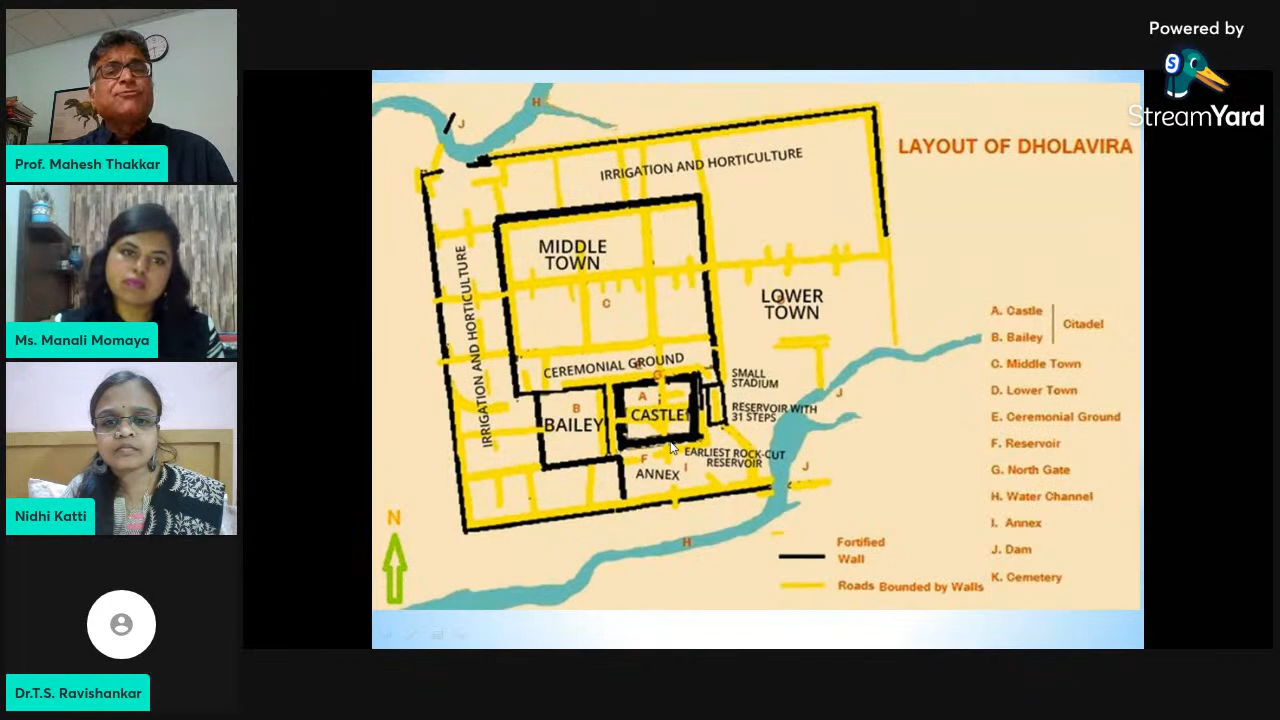 Prof. Mahesh Thakkar
Ms. Manali Momaya
Nidhi Katti
Dr.T.S. Ravishankar
Powered by
S
StreamYard
LAYOUT OF DHOLAVIRA
H
J
IRRIGATION AND HORTICULTURE
IRRIGATION AND HORTICULTURE
MIDDLE
TOWN
C
LOWER
TOWN
CEREMONIAL GROUND
SMALL
STADIUM
A
CASTLE
B
BAILEY
RESERVOIR WITH
31 STEPS
EARLIEST ROCK-CUT
RESERVOIR
F
I
ANNEX
J
J
H
N
A. Castle
B. Bailey
Citadel
C. Middle Town
D. Lower Town
E. Ceremonial Ground
F. Reservoir
G. North Gate
H. Water Channel
I. Annex
J. Dam
K. Cemetery
Fortified
Wall
Roads Bounded by Walls